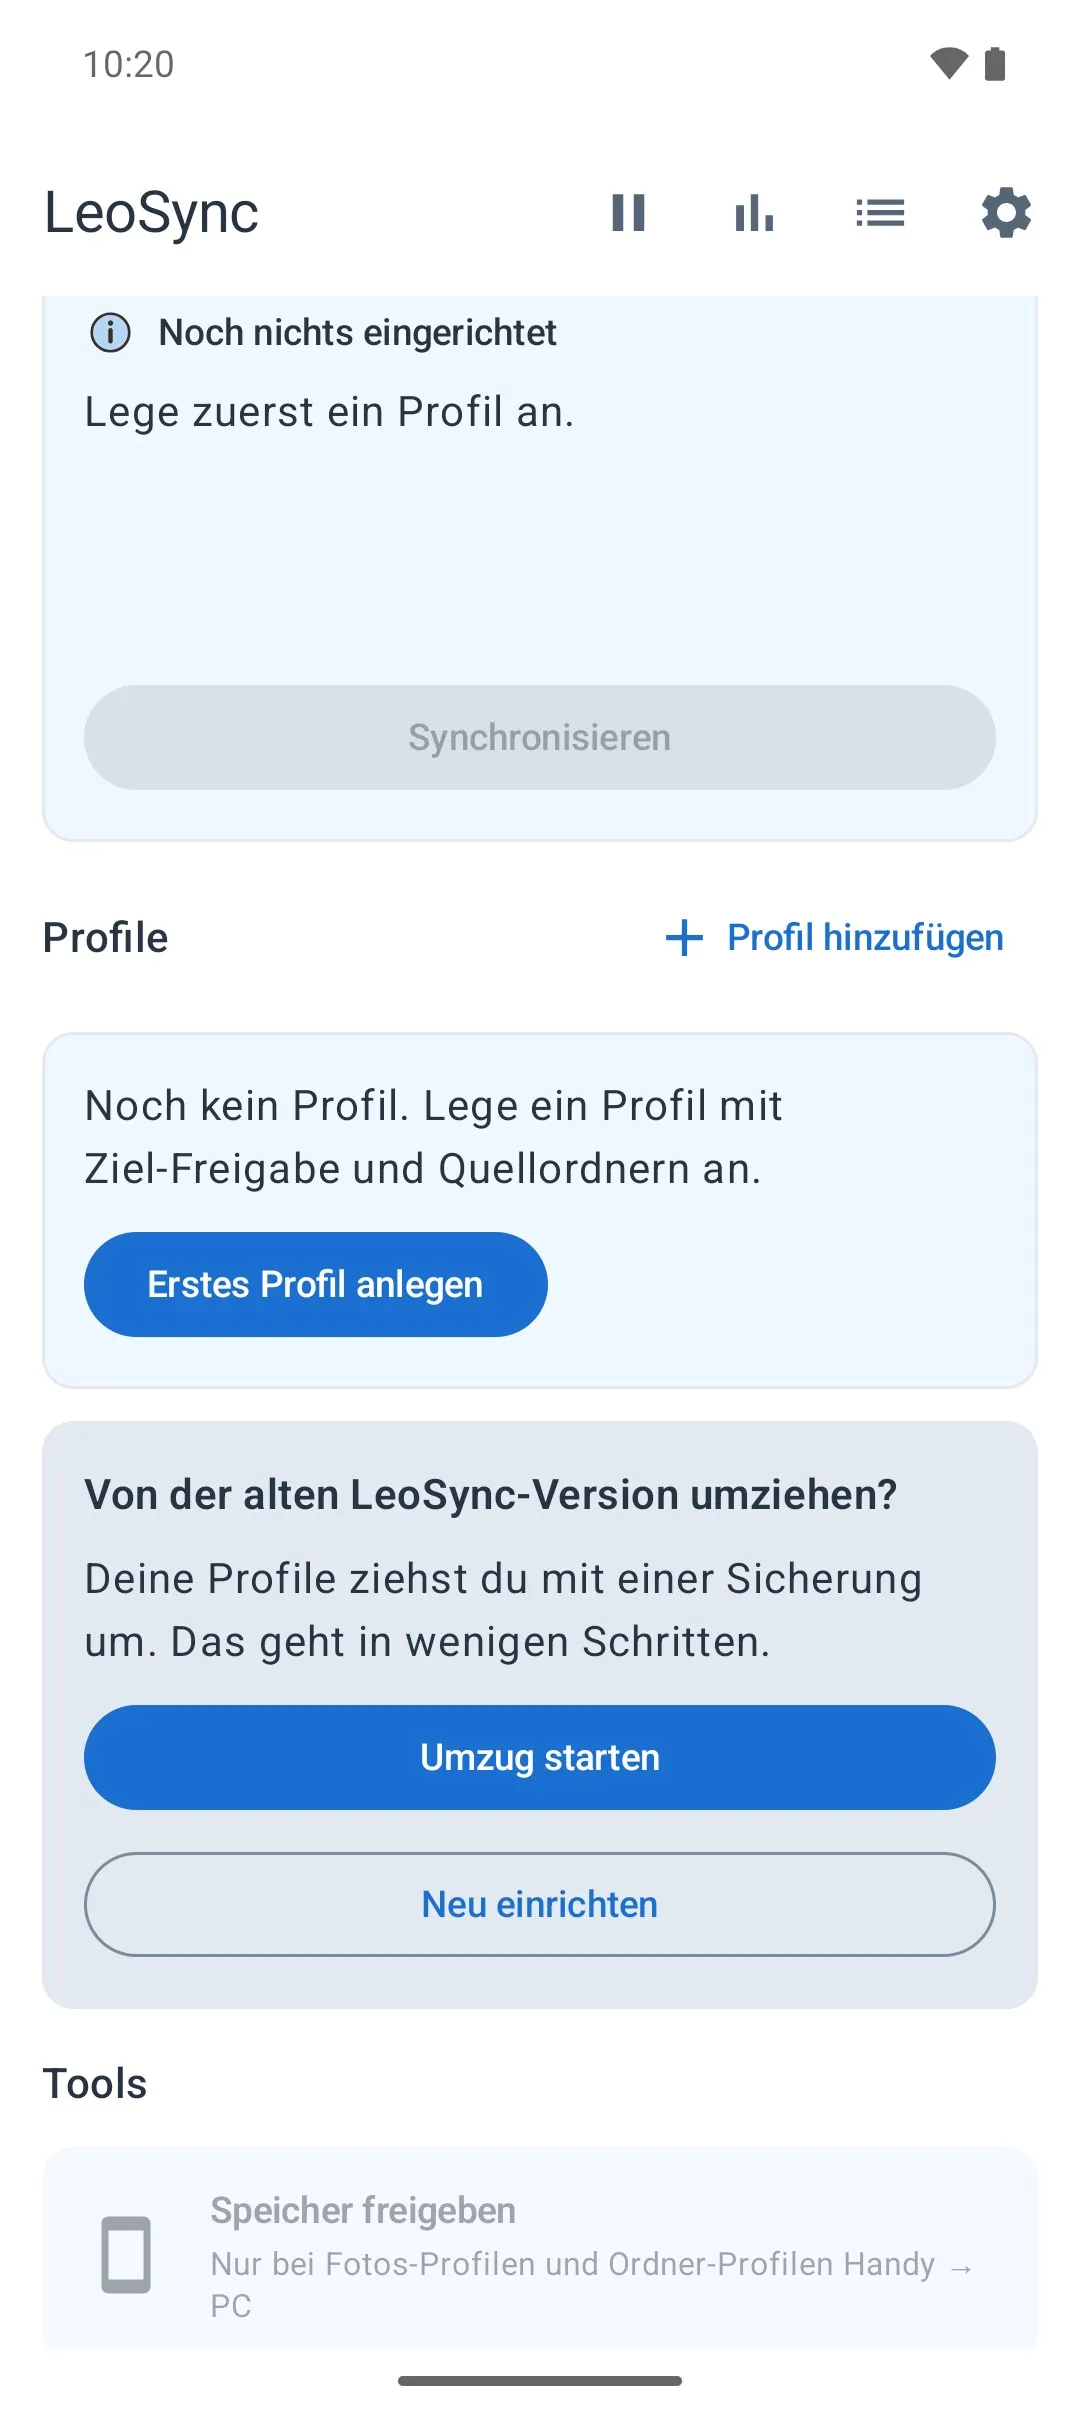 10:20
LeoSync
Noch nichts eingerichtet
Lege zuerst ein Profil an.
Synchronisieren
Profile
Profil hinzufügen
Noch kein Profil. Lege ein Profil mit
Ziel-Freigabe und Quellordnern an.
Erstes Profil anlegen
Von der alten LeoSync-Version umziehen?
Deine Profile ziehst du mit einer Sicherung
um. Das geht in wenigen Schritten.
Umzug starten
Neu einrichten
Tools
Speicher freigeben
Nur bei Fotos-Profilen und Ordner-Profilen Handy →
PC